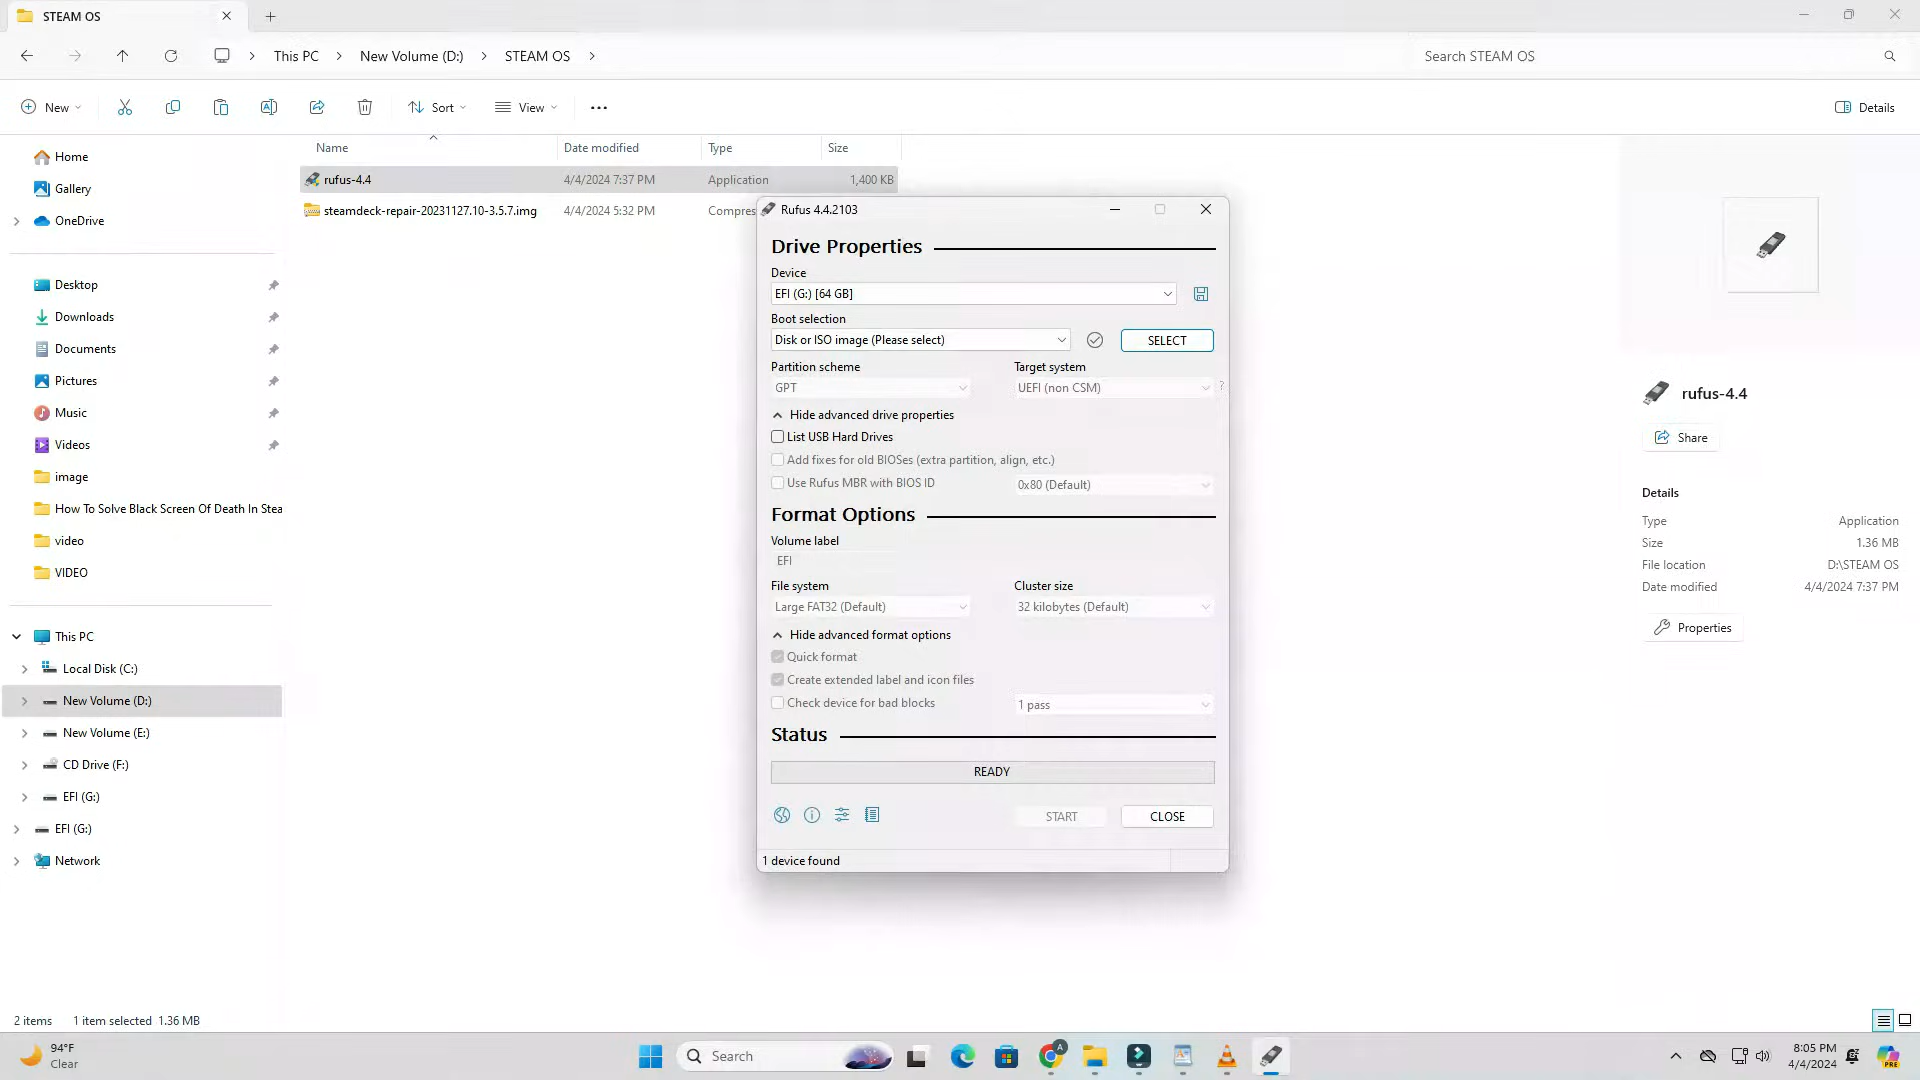 STEAM OS
This PC
New Volume (D:)
STEAM OS
Search STEAM OS
New
Sort
View
Details
Name
Date modified
Type
Size
rufus-4.4
4/4/2024 7:37 PM
Application
1,400 KB
steamdeck-repair-20231127.10-3.5.7.img
4/4/2024 5:32 PM
Compres
Home
Gallery
OneDrive
Desktop
Downloads
Documents
Pictures
Music
Videos
image
How To Solve Black Screen Of Death In Stea
video
VIDEO
This PC
Local Disk (C:)
New Volume (D:)
New Volume (E:)
CD Drive (F:)
EFI (G:)
EFI (G:)
Network
Rufus 4.4.2103
Drive Properties
Device
EFI (G:) [64 GB]
Boot selection
Disk or ISO image (Please select)
SELECT
Partition scheme
Target system
GPT
UEFI (non CSM)
?
Hide advanced drive properties
List USB Hard Drives
Add fixes for old BIOSes (extra partition, align, etc.)
Use Rufus MBR with BIOS ID
0x80 (Default)
Format Options
Volume label
EFI
File system
Cluster size
Large FAT32 (Default)
32 kilobytes (Default)
Hide advanced format options
Quick format
Create extended label and icon files
Check device for bad blocks
1 pass
Status
READY
START
CLOSE
1 device found
rufus-4.4
Share
Details
Type
Application
Size
1.36 MB
File location
D:\STEAM OS
Date modified
4/4/2024 7:37 PM
Properties
2 items
1 item selected 1.36 MB
94°F
Clear
Search
A
8:05 PM
4/4/2024
PRE